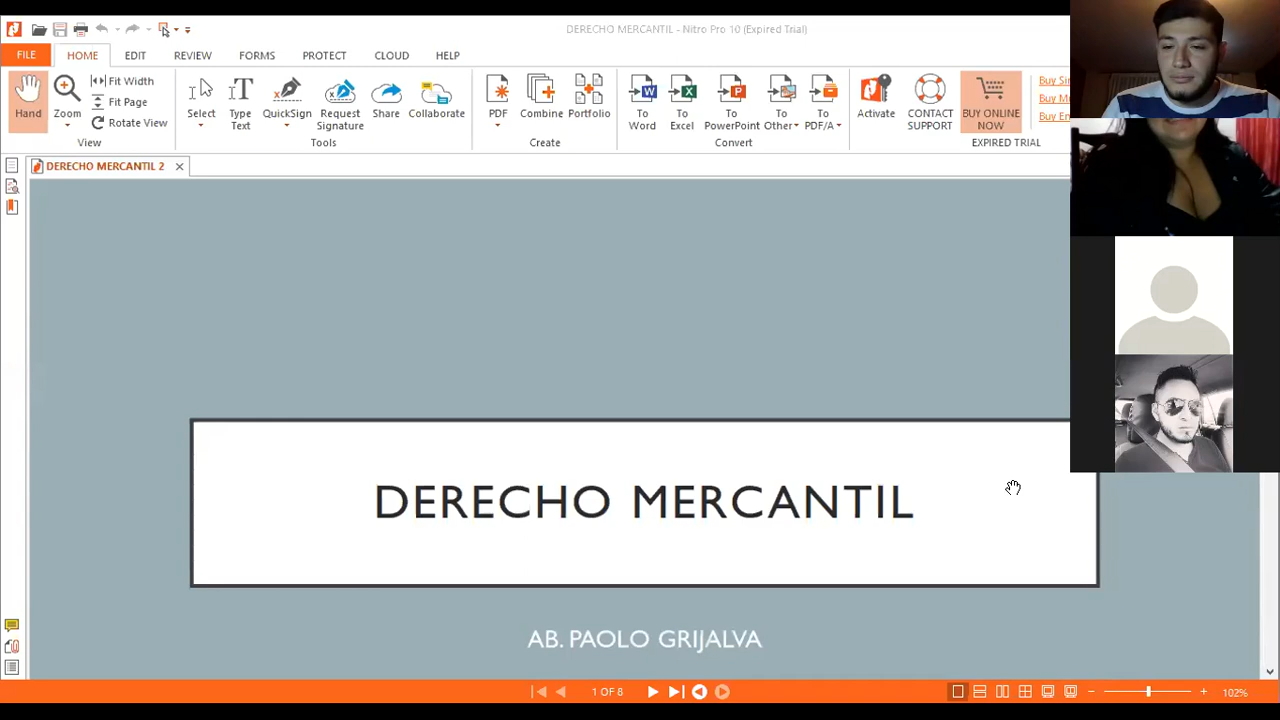 DERECHO MERCANTIL - Nitro Pro 10 (Expired Trial)
FILE HOME EDIT REVIEW FORMS PROTECT CLOUD HELP
Hand
Zoom
Fit Width
Fit Page
Rotate View
View
Select
Type Text
QuickSign
Request Signature
Share
Collaborate
Tools
PDF
Combine
Portfolio
Create
To Word
To Excel
To PowerPoint
To Other
To PDF/A
Convert
Activate
CONTACT SUPPORT
BUY ONLINE NOW
EXPIRED TRIAL
Buy
Buy
Buy
DERECHO MERCANTIL 2
DERECHO MERCANTIL
AB. PAOLO GRIJALVA
1 OF 8
102%